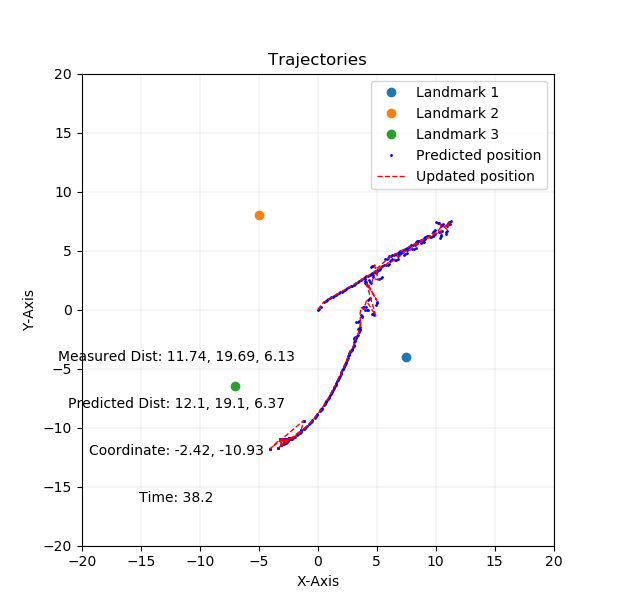 Trajectories
Landmark 1
Landmark 2
Landmark 3
Predicted position
Updated position
20
15
10
5
0
−5
−10
−15
−20
Y-Axis
Measured Dist: 11.74, 19.69, 6.13
Predicted Dist: 12.1, 19.1, 6.37
Coordinate: -2.42, -10.93
Time: 38.2
−20 −15 −10 −5 0 5 10 15 20
X-Axis